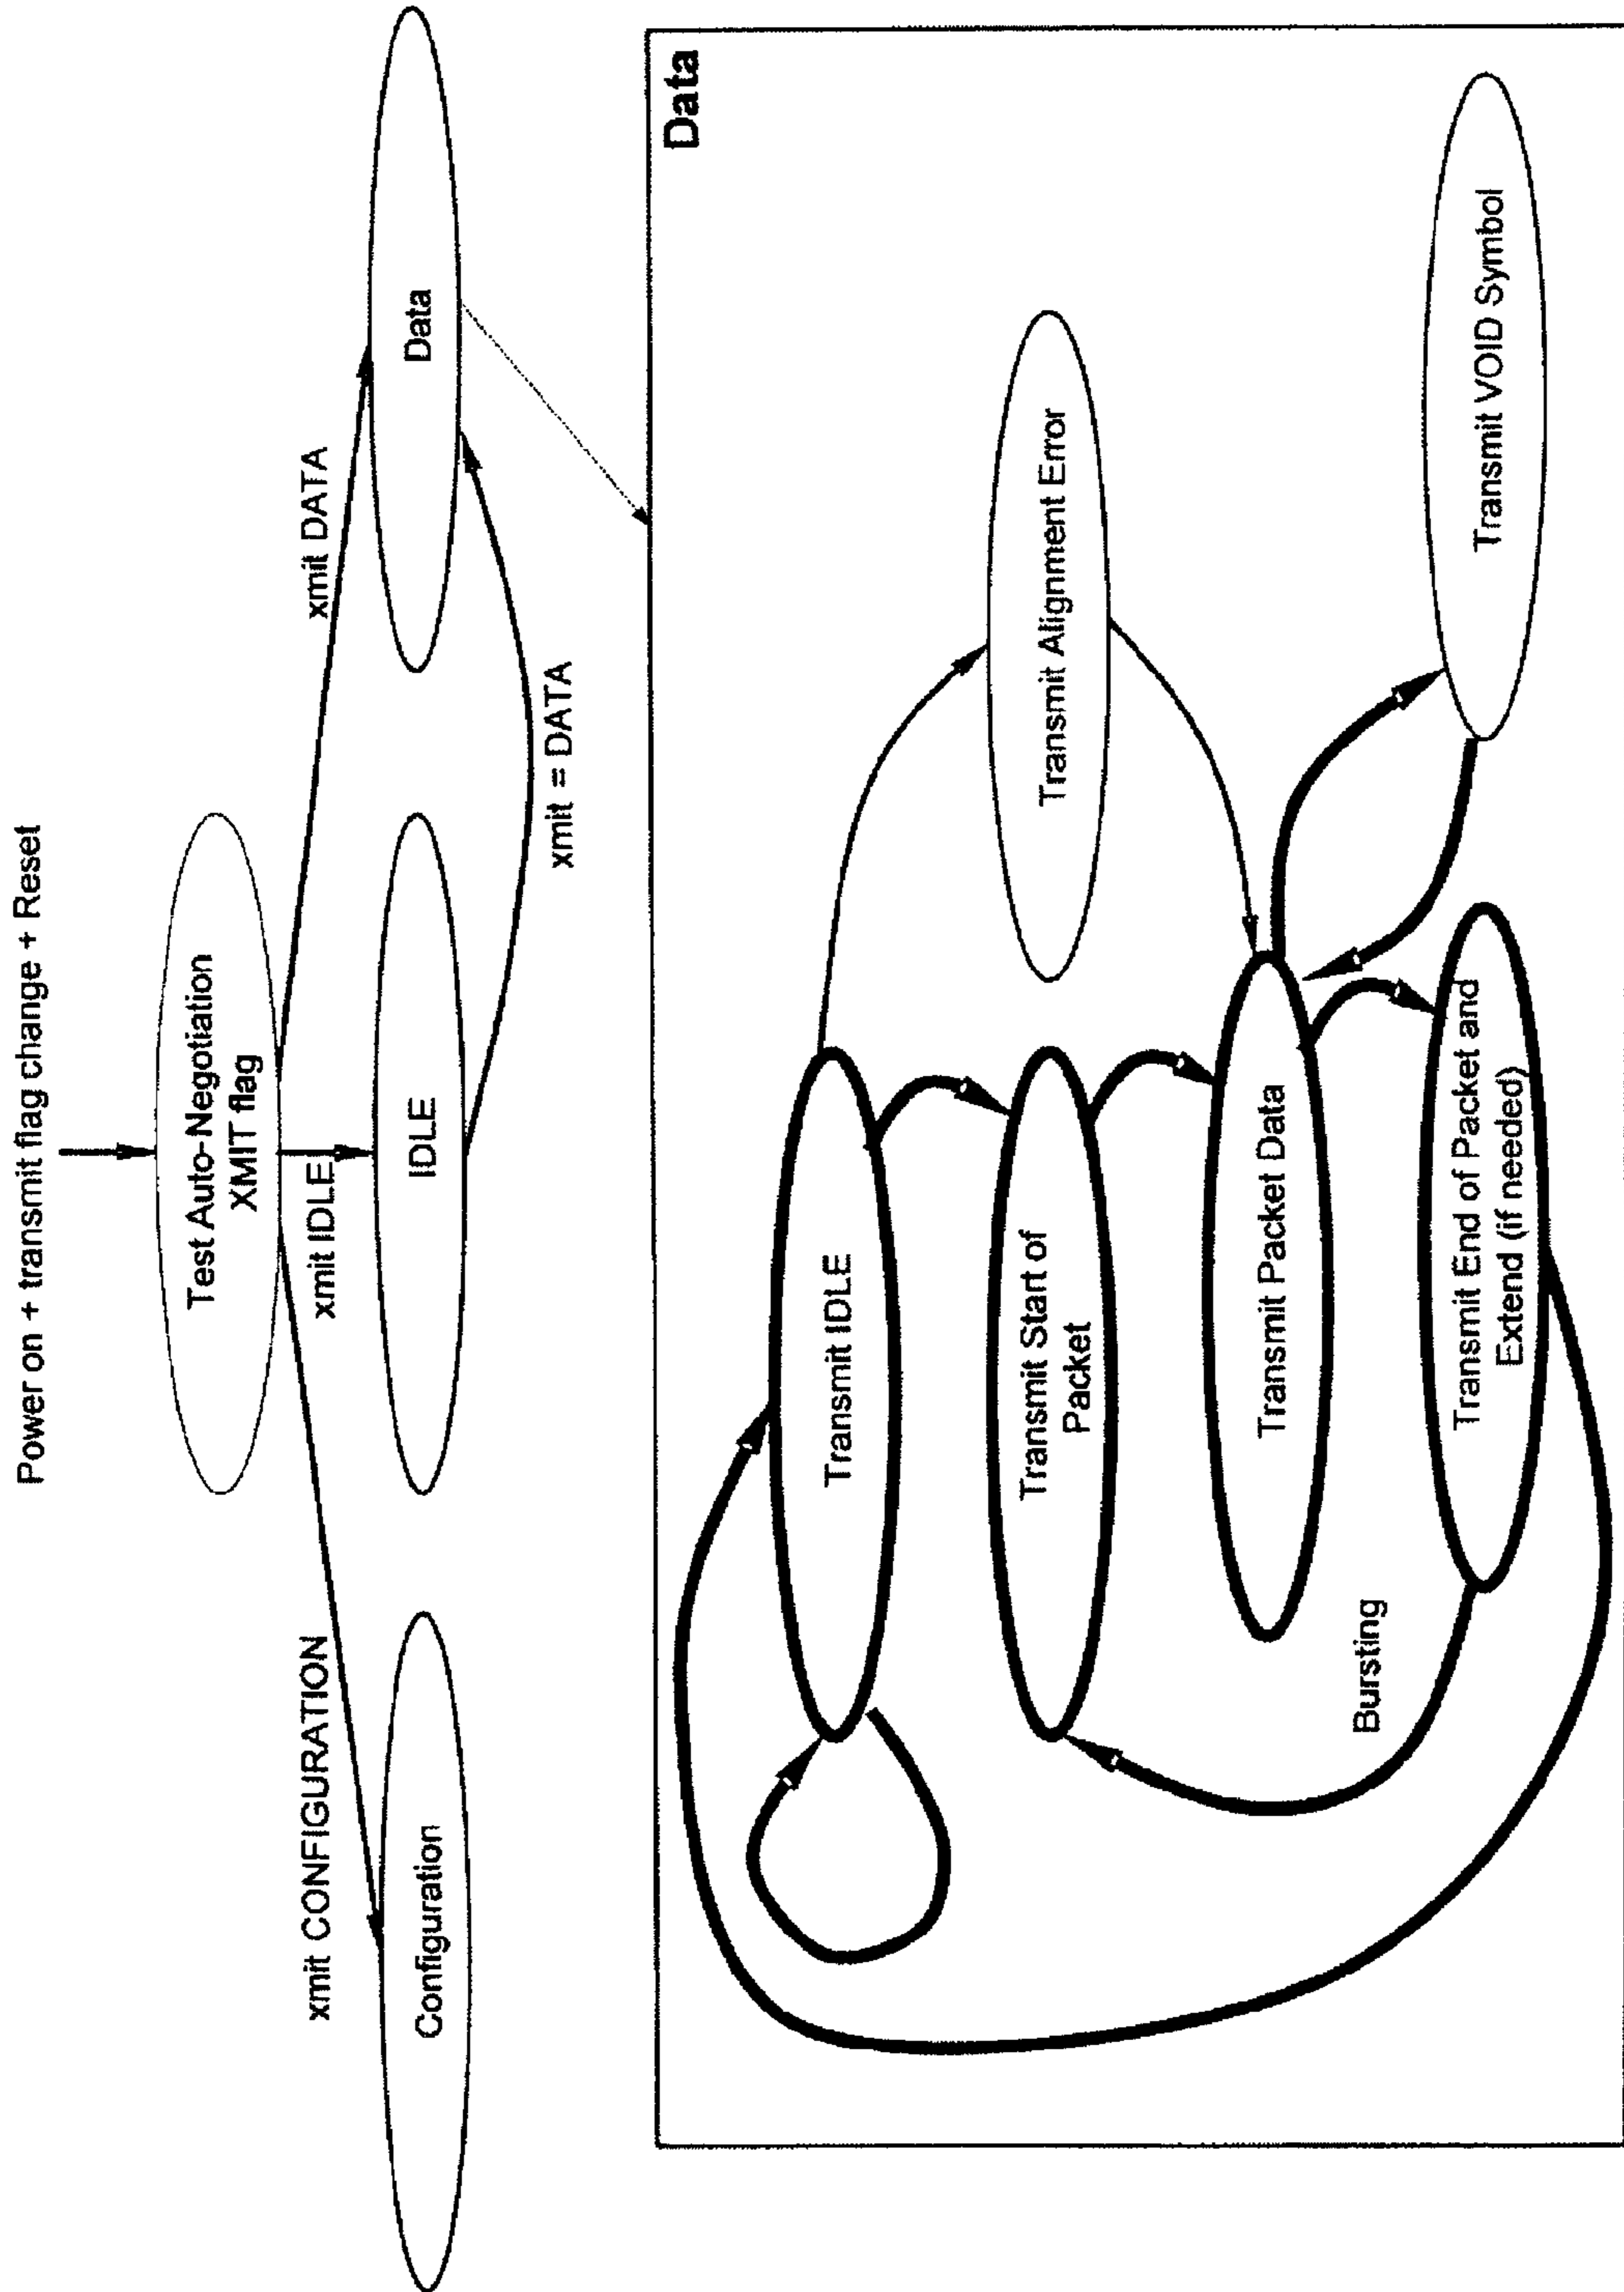 Power on + transmit flag change + Reset
Test Auto-Negotiation
XMIT flag
xmit CONFIGURATION
xmit IDLE
xmit DATA
Configuration
IDLE
Data
xmit = DATA
Data
Transmit IDLE
Transmit Start of
Packet
Transmit Alignment Error
Transmit Packet Data
Bursting
Transmit End of Packet and
Extend (if needed)
Transmit VOID Symbol